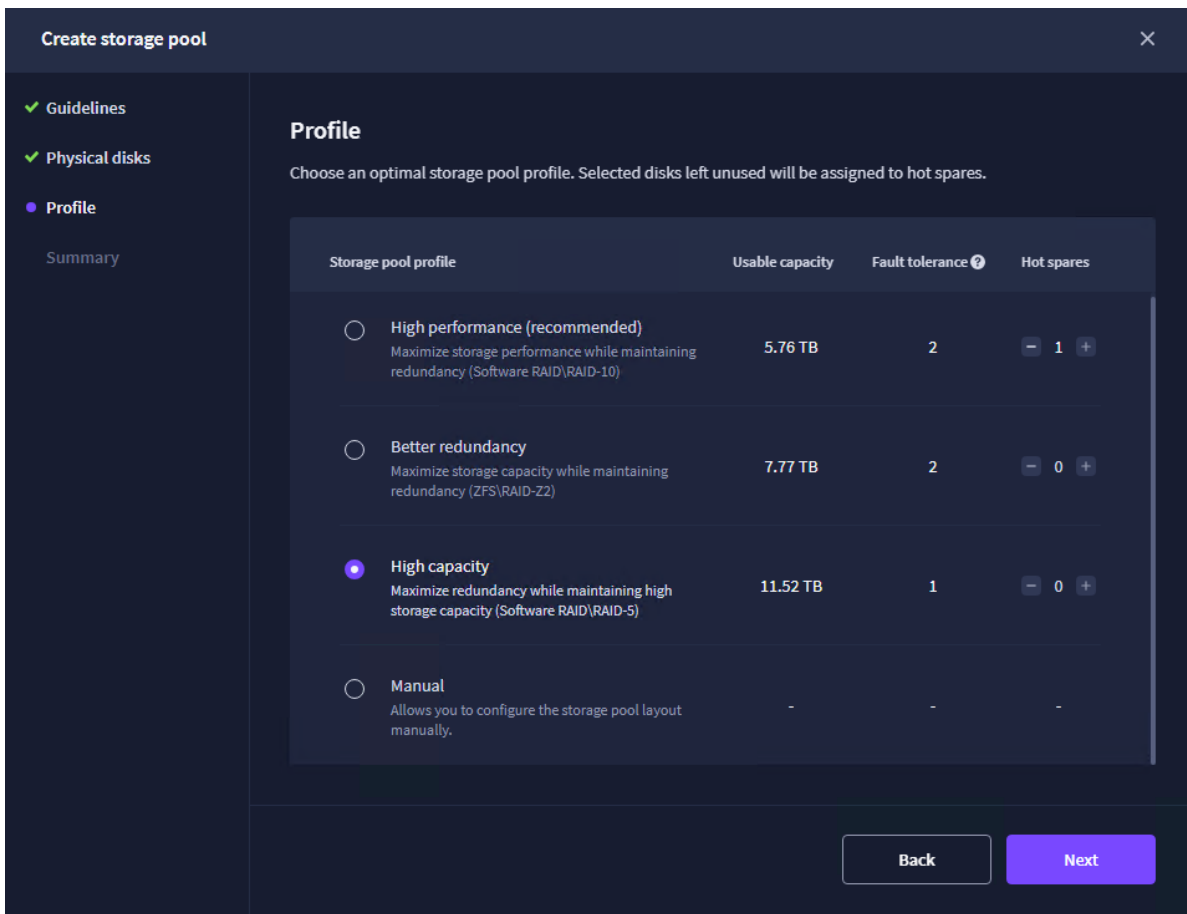 Create storage pool
Guidelines
Physical disks
Profile
Summary
Profile
Choose an optimal storage pool profile. Selected disks left unused will be assigned to hot spares.
Storage pool profile
Usable capacity
Fault tolerance ?
Hot spares
High performance (recommended)
Maximize storage performance while maintaining
redundancy (Software RAID\RAID-10)
5.76 TB
2
− 1 +
Better redundancy
Maximize storage capacity while maintaining
redundancy (ZFS\RAID-Z2)
7.77 TB
2
− 0 +
High capacity
Maximize redundancy while maintaining high
storage capacity (Software RAID\RAID-5)
11.52 TB
1
− 0 +
Manual
Allows you to configure the storage pool layout
manually.
-
-
-
Back
Next